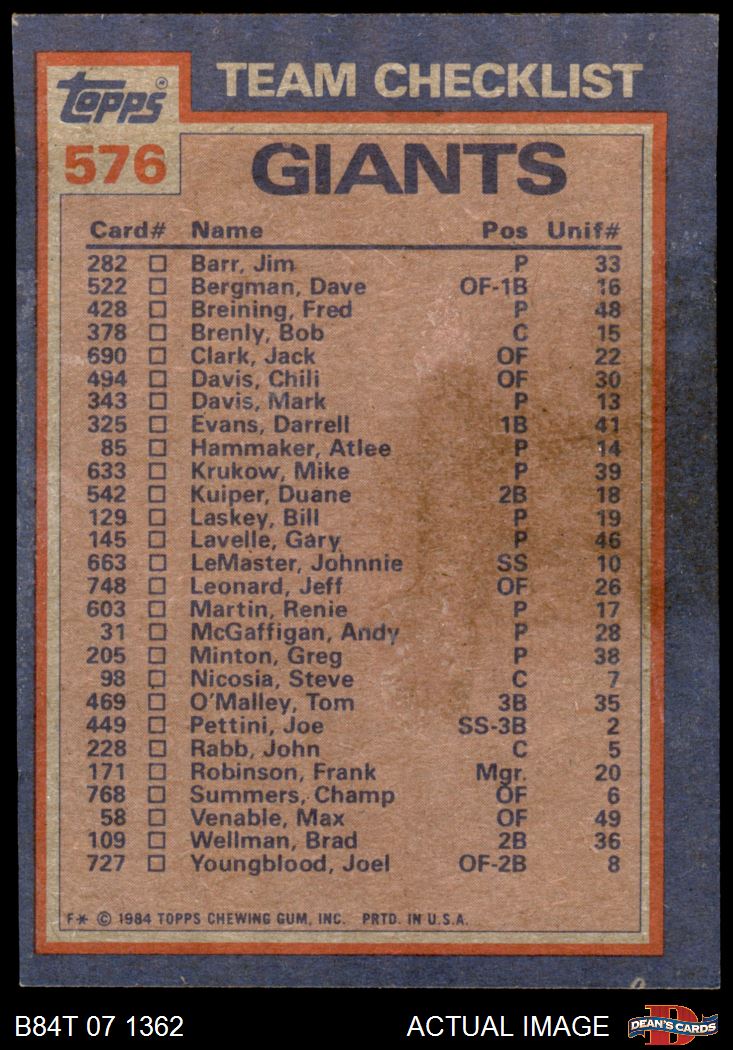 Topps®
TEAM CHECKLIST
576
GIANTS
Card# Name Pos Unif#
282 Barr, Jim P 33
522 Bergman, Dave OF-1B 16
428 Breining, Fred P 48
378 Brenly, Bob C 15
690 Clark, Jack OF 22
494 Davis, Chili OF 30
343 Davis, Mark P 13
325 Evans, Darrell 1B 41
85 Hammaker, Atlee P 14
633 Krukow, Mike P 39
542 Kuiper, Duane 2B 18
129 Laskey, Bill P 19
145 Lavelle, Gary P 46
663 LeMaster, Johnnie SS 10
748 Leonard, Jeff OF 26
603 Martin, Renie P 17
31 McGaffigan, Andy P 28
205 Minton, Greg P 38
98 Nicosia, Steve C 7
469 O'Malley, Tom 3B 35
449 Pettini, Joe SS-3B 2
228 Rabb, John C 5
171 Robinson, Frank Mgr. 20
768 Summers, Champ OF 6
58 Venable, Max OF 49
109 Wellman, Brad 2B 36
727 Youngblood, Joel OF-2B 8
F* © 1984 TOPPS CHEWING GUM, INC. PRTD. IN U.S.A.
B84T 07 1362 ACTUAL IMAGE D DEAN'S CARDS